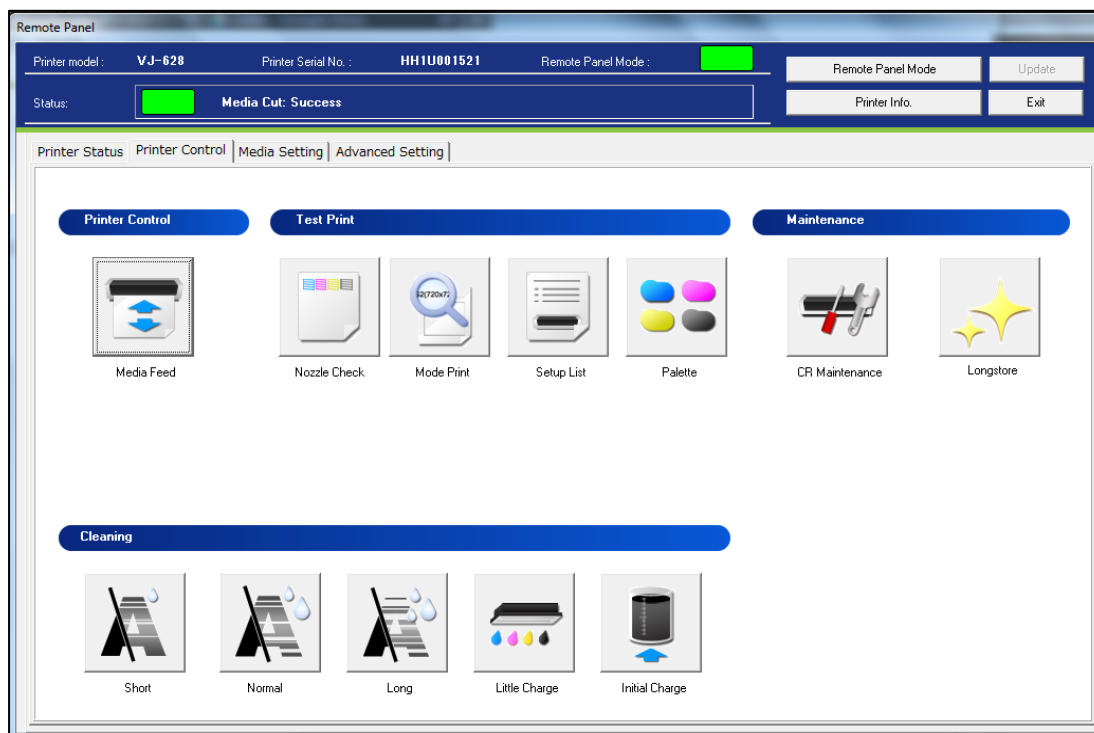 Remote Panel
Printer model : VJ-628 Printer Serial No. : HH1U001521 Remote Panel Mode :
Remote Panel Mode Update
Status: Media Cut: Success
Printer Info. Exit
Printer Status Printer Control Media Setting Advanced Setting
Printer Control Test Print Maintenance
Media Feed Nozzle Check Mode Print Setup List Palette CR Maintenance Longstore
Cleaning
Short Normal Long Little Charge Initial Charge